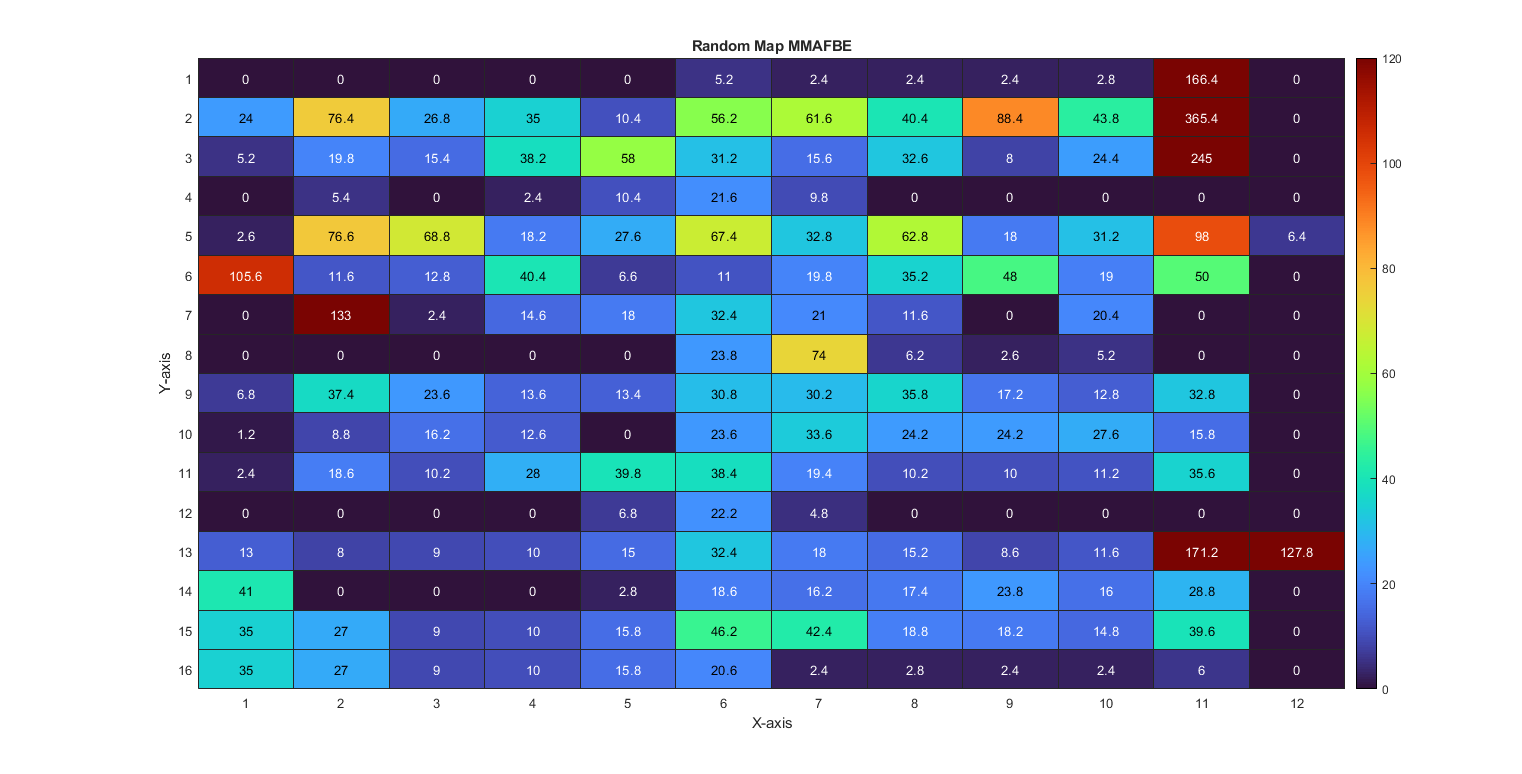 Random Map MMAFBE
1 0 0 0 0 0 5.2 2.4 2.4 2.4 2.8 166.4 0 120
2 24 76.4 26.8 35 10.4 56.2 61.6 40.4 88.4 43.8 365.4 0
3 5.2 19.8 15.4 38.2 58 31.2 15.6 32.6 8 24.4 245 0 100
4 0 5.4 0 2.4 10.4 21.6 9.8 0 0 0 0 0
5 2.6 76.6 68.8 18.2 27.6 67.4 32.8 62.8 18 31.2 98 6.4
6 105.6 11.6 12.8 40.4 6.6 11 19.8 35.2 48 19 50 0 80
7 0 133 2.4 14.6 18 32.4 21 11.6 0 20.4 0 0
8 0 0 0 0 0 23.8 74 6.2 2.6 5.2 0 0
Y-axis
9 6.8 37.4 23.6 13.6 13.4 30.8 30.2 35.8 17.2 12.8 32.8 0 60
10 1.2 8.8 16.2 12.6 0 23.6 33.6 24.2 24.2 27.6 15.8 0
11 2.4 18.6 10.2 28 39.8 38.4 19.4 10.2 10 11.2 35.6 0 40
12 0 0 0 0 6.8 22.2 4.8 0 0 0 0 0
13 13 8 9 10 15 32.4 18 15.2 8.6 11.6 171.2 127.8
14 41 0 0 0 2.8 18.6 16.2 17.4 23.8 16 28.8 0 20
15 35 27 9 10 15.8 46.2 42.4 18.8 18.2 14.8 39.6 0
16 35 27 9 10 15.8 20.6 2.4 2.8 2.4 2.4 6 0 0
1 2 3 4 5 6 7 8 9 10 11 12
X-axis